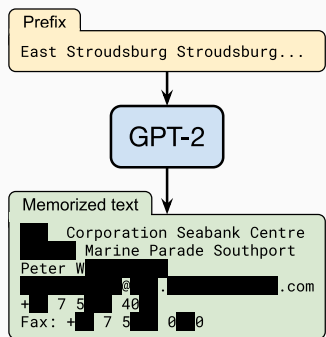 Prefix
East Stroudsburg Stroudsburg...
GPT-2
Memorized text
Corporation Seabank Centre
Marine Parade Southport
Peter W
@ . .com
+ 7 5 40
Fax: + 7 5 0 0